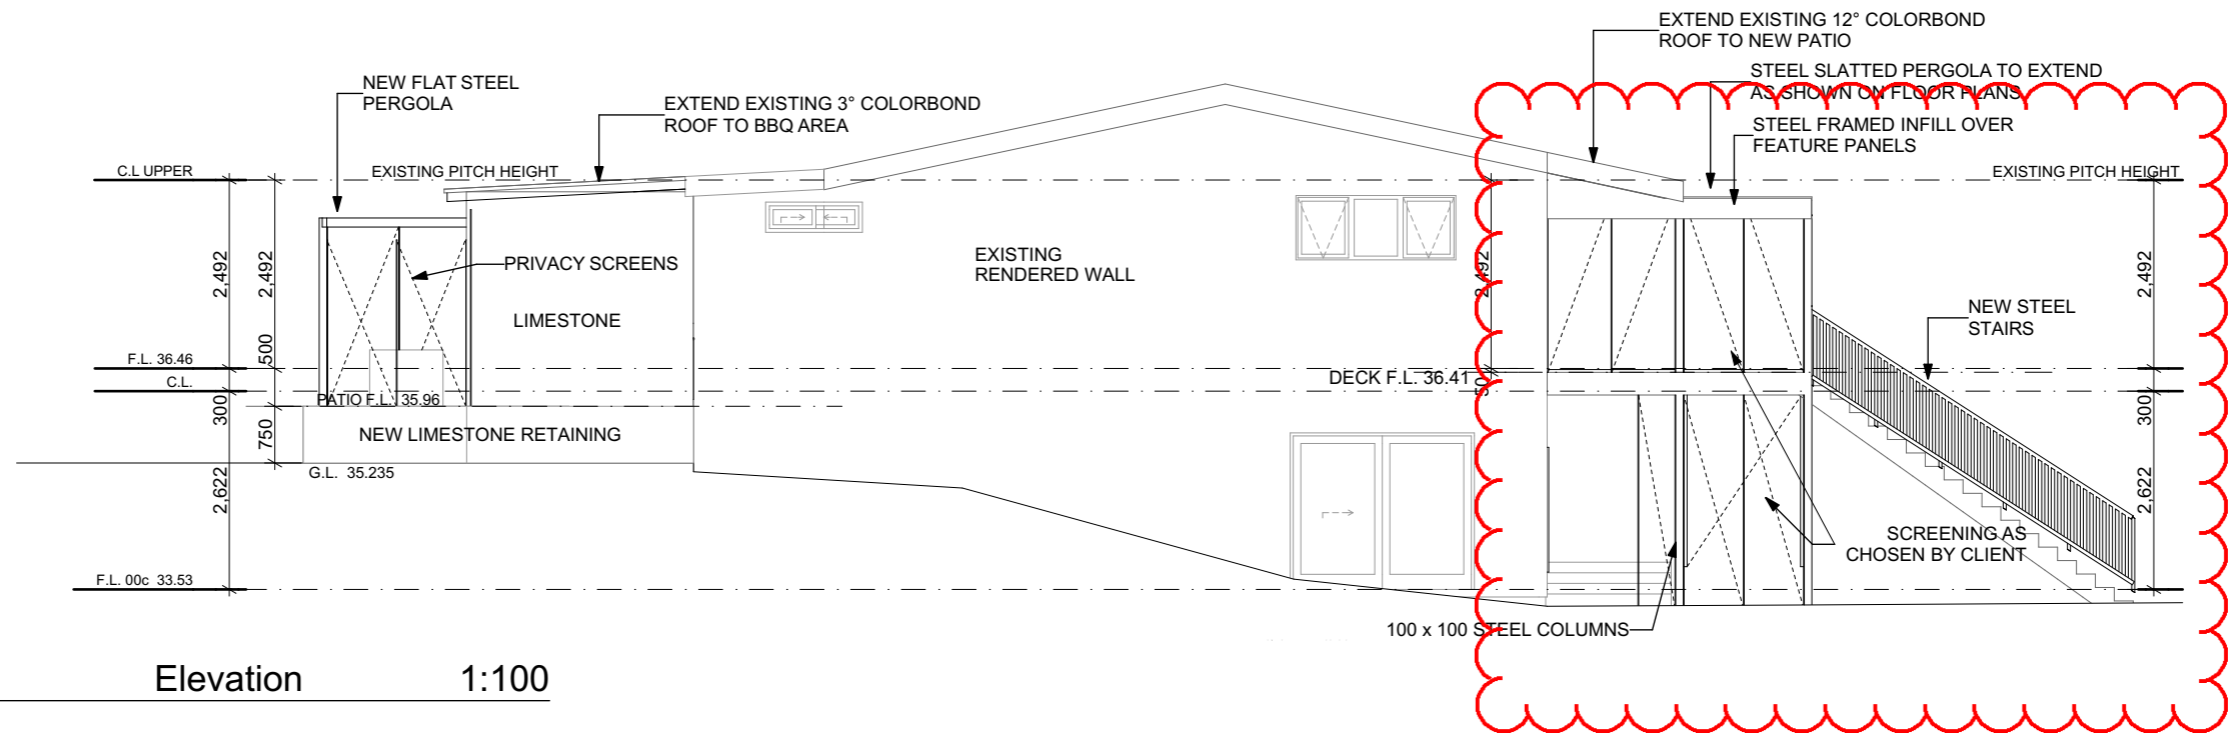 EXTEND EXISTING 12° COLORBOND
ROOF TO NEW PATIO
NEW FLAT STEEL
PERGOLA
EXTEND EXISTING 3° COLORBOND
ROOF TO BBQ AREA
STEEL SLATTED PERGOLA TO EXTEND
AS SHOWN ON FLOOR PLANS
STEEL FRAMED INFILL OVER
FEATURE PANELS
C.L UPPER
EXISTING PITCH HEIGHT
EXISTING PITCH HEIGHT
2,492
2,492
PRIVACY SCREENS
LIMESTONE
EXISTING
RENDERED WALL
2,492
2,492
NEW STEEL
STAIRS
500
F.L. 36.46
C.L.
DECK F.L. 36.41
50
300
PATIO F.L. 35.96
300
750
NEW LIMESTONE RETAINING
G.L. 35.235
2,622
2,622
SCREENING AS
CHOSEN BY CLIENT
F.L. 00c 33.53
100 x 100 STEEL COLUMNS
Elevation 1:100